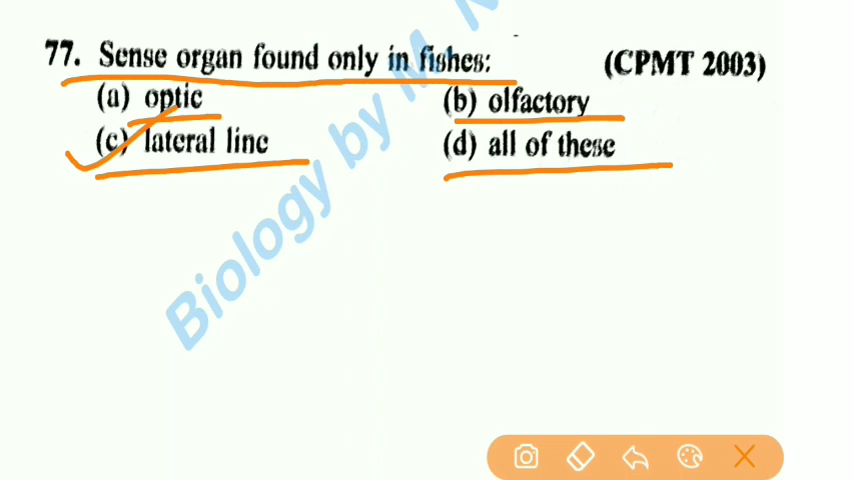 77. Sense organ found only in fishes: (CPMT 2003)
(a) optic (b) olfactory
(c) lateral line (d) all of these
Biology by M. N